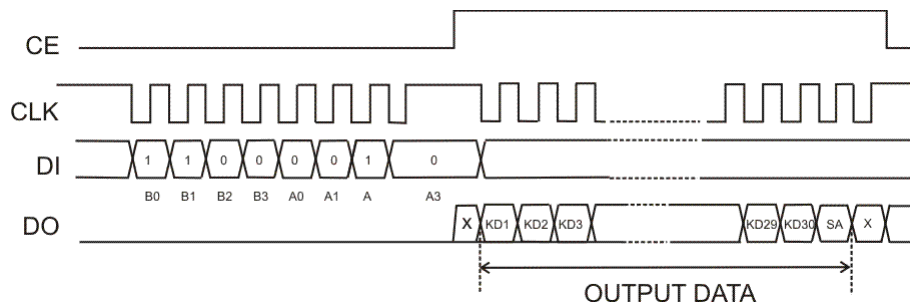 CE
CLK
DI 1 1 0 0 0 0 1 0
B0 B1 B2 B3 A0 A1 A A3
DO X KD1 KD2 KD3 KD29 KD30 SA X
OUTPUT DATA